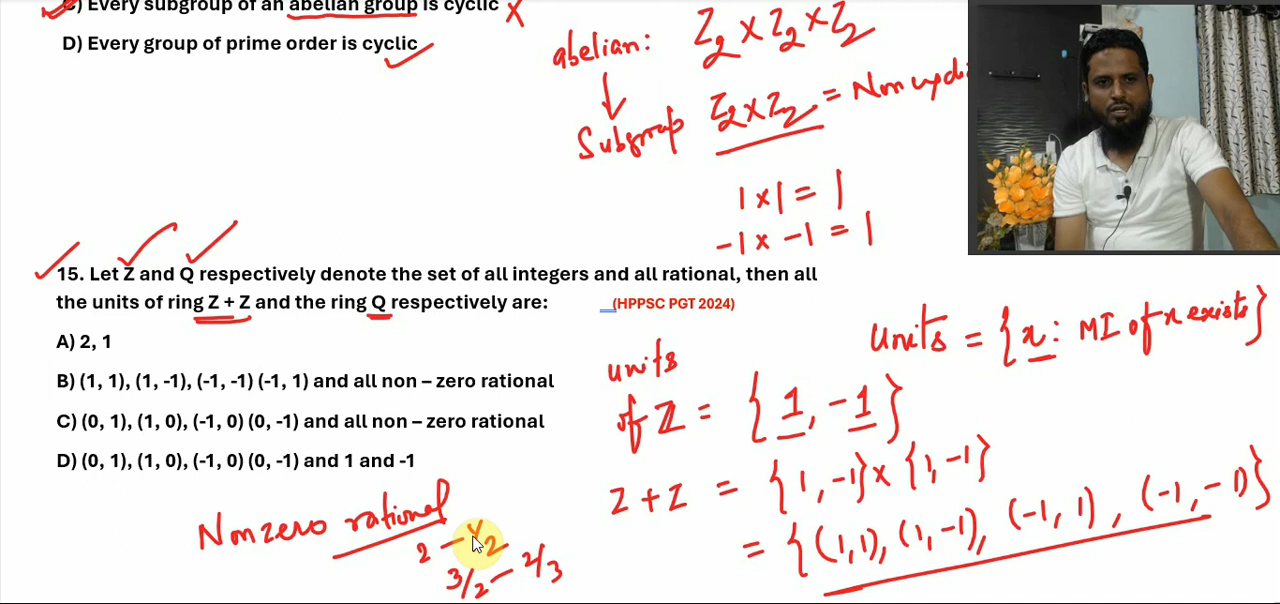 ) Every subgroup of an abelian group is cyclic
D) Every group of prime order is cyclic
abelian: Z2 × Z2 × Z2
Subgroup Z2 × Z2 =
1 × 1 = 1
-1 × -1 = 1
15. Let Z and Q respectively denote the set of all integers and all rational, then all
the units of ring Z + Z and the ring Q respectively are: (HPPSC PGT 2024)
A) 2, 1
B) (1, 1), (1, -1), (-1, -1) (-1, 1) and all non – zero rational
C) (0, 1), (1, 0), (-1, 0) (0, -1) and all non – zero rational
D) (0, 1), (1, 0), (-1, 0) (0, -1) and 1 and -1
Units = {x : MI of x exists}
units
of Z = {1, -1}
Z + Z = {1, -1} × {1, -1}
= {(1,1), (1,-1), (-1,1), (-1,-1)}
Nonzero rational
2 — 1/2
3/2 — 2/3